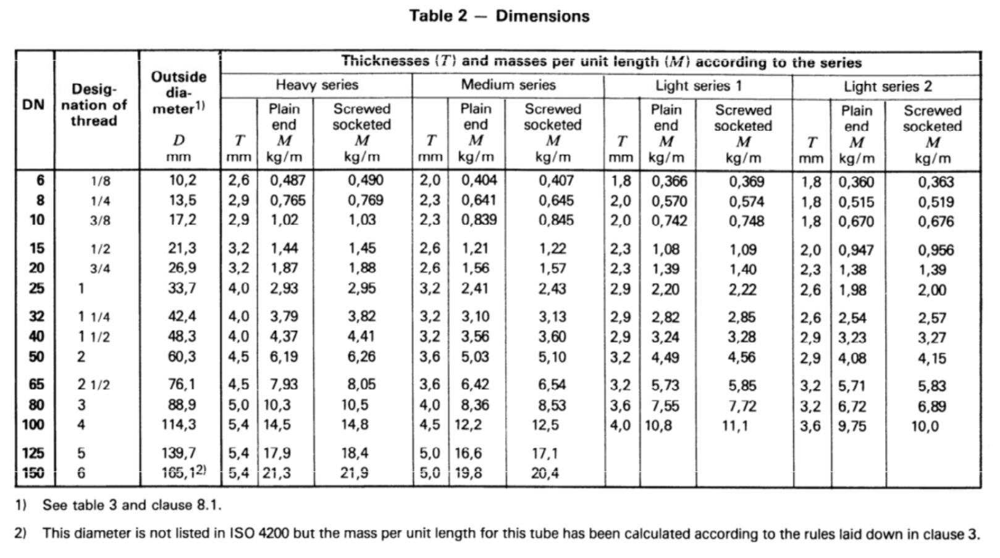 Table 2 — Dimensions
Thicknesses (T) and masses per unit length (M) according to the series
DN Desig- nation of thread Outside dia- meter1) Heavy series Medium series Light series 1 Light series 2
Plain end Screwed socketed Plain end Screwed socketed Plain end Screwed socketed Plain end Screwed socketed
D T M M T M M T M M T M M
mm mm kg/m kg/m mm kg/m kg/m mm kg/m kg/m mm kg/m kg/m
6 1/8 10,2 2,6 0,487 0,490 2,0 0,404 0,407 1,8 0,366 0,369 1,8 0,360 0,363
8 1/4 13,5 2,9 0,765 0,769 2,3 0,641 0,645 2,0 0,570 0,574 1,8 0,515 0,519
10 3/8 17,2 2,9 1,02 1,03 2,3 0,839 0,845 2,0 0,742 0,748 1,8 0,670 0,676
15 1/2 21,3 3,2 1,44 1,45 2,6 1,21 1,22 2,3 1,08 1,09 2,0 0,947 0,956
20 3/4 26,9 3,2 1,87 1,88 2,6 1,56 1,57 2,3 1,39 1,40 2,3 1,38 1,39
25 1 33,7 4,0 2,93 2,95 3,2 2,41 2,43 2,9 2,20 2,22 2,6 1,98 2,00
32 1 1/4 42,4 4,0 3,79 3,82 3,2 3,10 3,13 2,9 2,82 2,85 2,6 2,54 2,57
40 1 1/2 48,3 4,0 4,37 4,41 3,2 3,56 3,60 2,9 3,24 3,28 2,9 3,23 3,27
50 2 60,3 4,5 6,19 6,26 3,6 5,03 5,10 3,2 4,49 4,56 2,9 4,08 4,15
65 2 1/2 76,1 4,5 7,93 8,05 3,6 6,42 6,54 3,2 5,73 5,85 3,2 5,71 5,83
80 3 88,9 5,0 10,3 10,5 4,0 8,36 8,53 3,6 7,55 7,72 3,2 6,72 6,89
100 4 114,3 5,4 14,5 14,8 4,5 12,2 12,5 4,0 10,8 11,1 3,6 9,75 10,0
125 5 139,7 5,4 17,9 18,4 5,0 16,6 17,1
150 6 165,12) 5,4 21,3 21,9 5,0 19,8 20,4
1) See table 3 and clause 8.1.
2) This diameter is not listed in ISO 4200 but the mass per unit length for this tube has been calculated according to the rules laid down in clause 3.